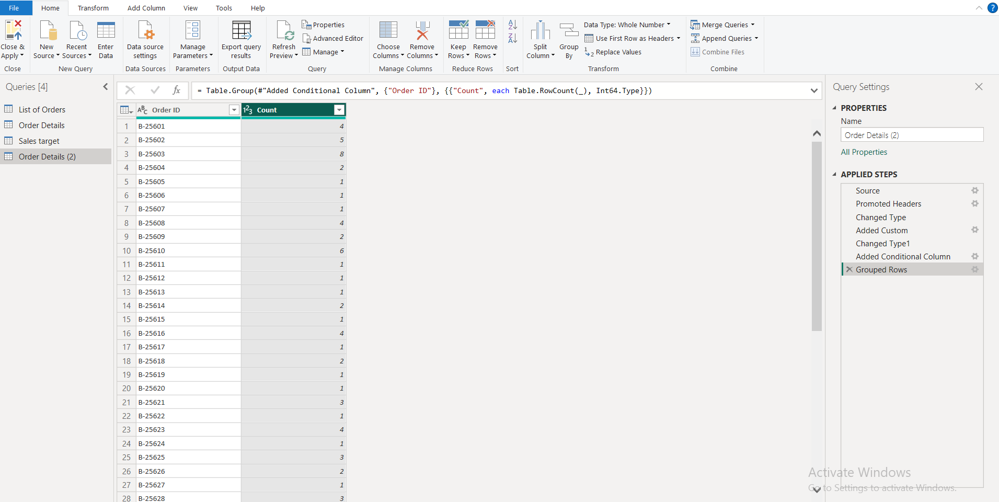 File Home Transform Add Column View Tools Help ?
Close & Apply
New Source
Recent Sources
Enter Data
Data source settings
Manage Parameters
Export query results
Refresh Preview
Properties
Advanced Editor
Manage
Choose Columns
Remove Columns
Keep Rows
Remove Rows
A Z
Z A
Split Column
Group By
Data Type: Whole Number
Use First Row as Headers
1 2 Replace Values
Merge Queries
Append Queries
Combine Files
Close New Query Data Sources Parameters Output Data Query Manage Columns Reduce Rows Sort Transform Combine
Queries [4]
List of Orders
Order Details
Sales target
Order Details (2)
fx = Table.Group(#"Added Conditional Column", {"Order ID"}, {{"Count", each Table.RowCount(_), Int64.Type}})
ABC Order ID 123 Count
1 B-25601 4
2 B-25602 5
3 B-25603 8
4 B-25604 2
5 B-25605 1
6 B-25606 1
7 B-25607 1
8 B-25608 4
9 B-25609 2
10 B-25610 6
11 B-25611 1
12 B-25612 1
13 B-25613 1
14 B-25614 2
15 B-25615 1
16 B-25616 4
17 B-25617 1
18 B-25618 2
19 B-25619 1
20 B-25620 1
21 B-25621 3
22 B-25622 1
23 B-25623 4
24 B-25624 1
25 B-25625 3
26 B-25626 2
27 B-25627 1
28 B-25628 3
Query Settings
PROPERTIES
Name
Order Details (2)
All Properties
APPLIED STEPS
Source
Promoted Headers
Changed Type
Added Custom
Changed Type1
Added Conditional Column
Grouped Rows
Activate Windows
Go to Settings to activate Windows.